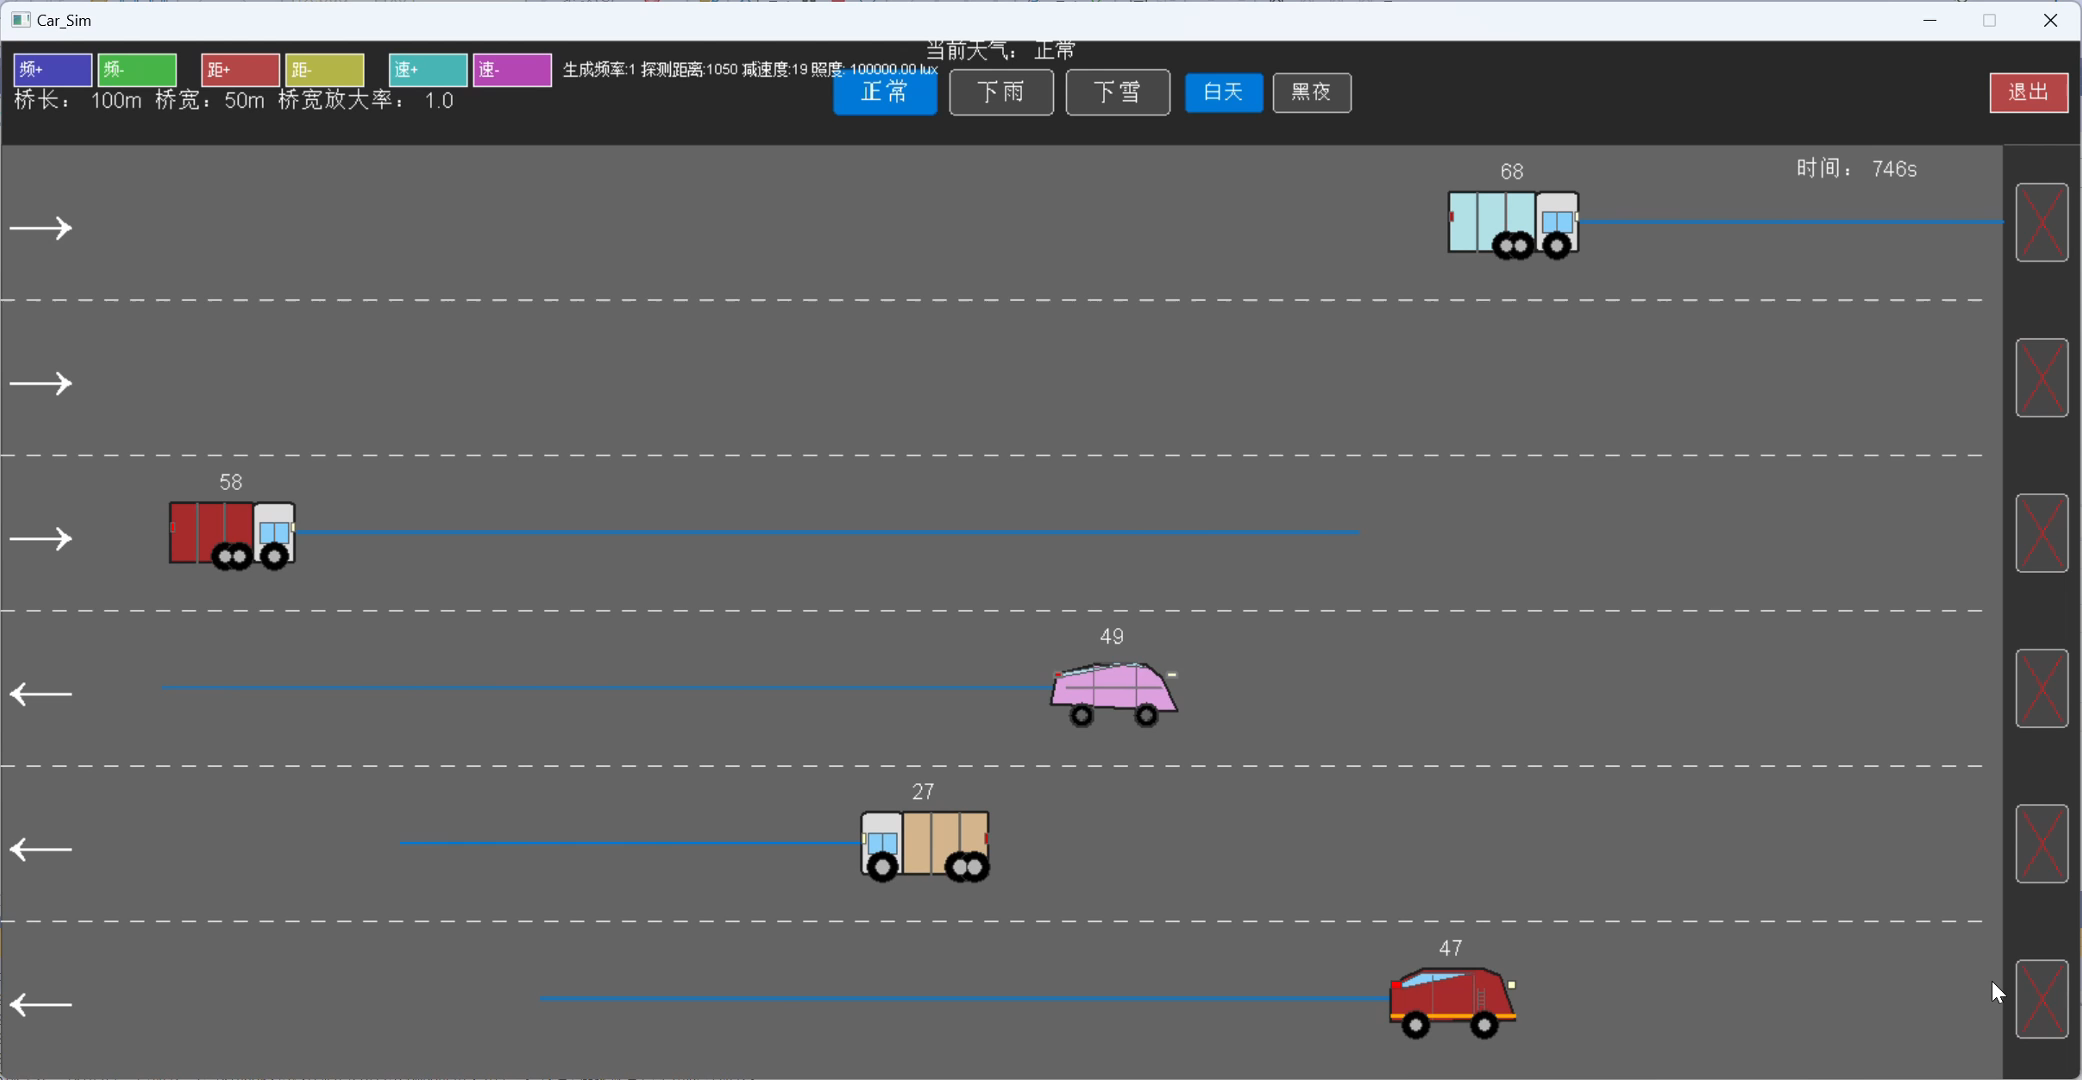 Car_Sim
当前天气： 正常
频+ 频- 距+ 距- 速+ 速- 生成频率:1 探测距离:1050 减速度:19 照度: 100000.00 lux
正常 下雨 下雪 白天 黑夜 退出
桥长： 100m 桥宽：50m 桥宽放大率： 1.0
时间： 746s
68
58
49
27
47